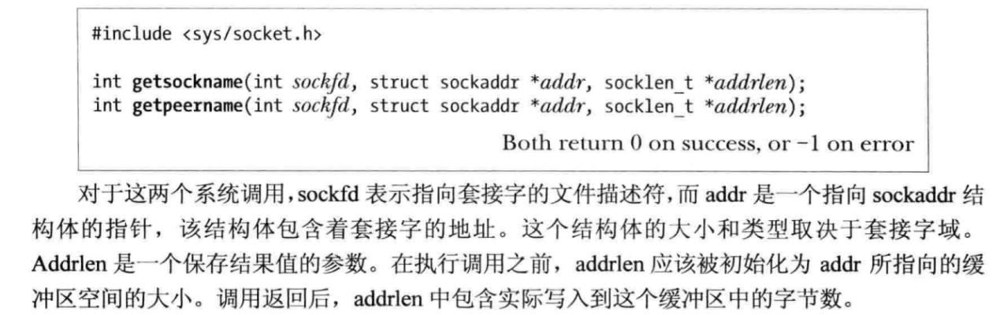 #include <sys/socket.h>
int getsockname(int sockfd, struct sockaddr *addr, socklen_t *addrlen);
int getpeername(int sockfd, struct sockaddr *addr, socklen_t *addrlen);
Both return 0 on success, or −1 on error
对于这两个系统调用，sockfd 表示指向套接字的文件描述符，而 addr 是一个指向 sockaddr 结
构体的指针，该结构体包含着套接字的地址。这个结构体的大小和类型取决于套接字域。
Addrlen 是一个保存结果值的参数。在执行调用之前，addrlen 应该被初始化为 addr 所指向的缓
冲区空间的大小。调用返回后，addrlen 中包含实际写入到这个缓冲区中的字节数。